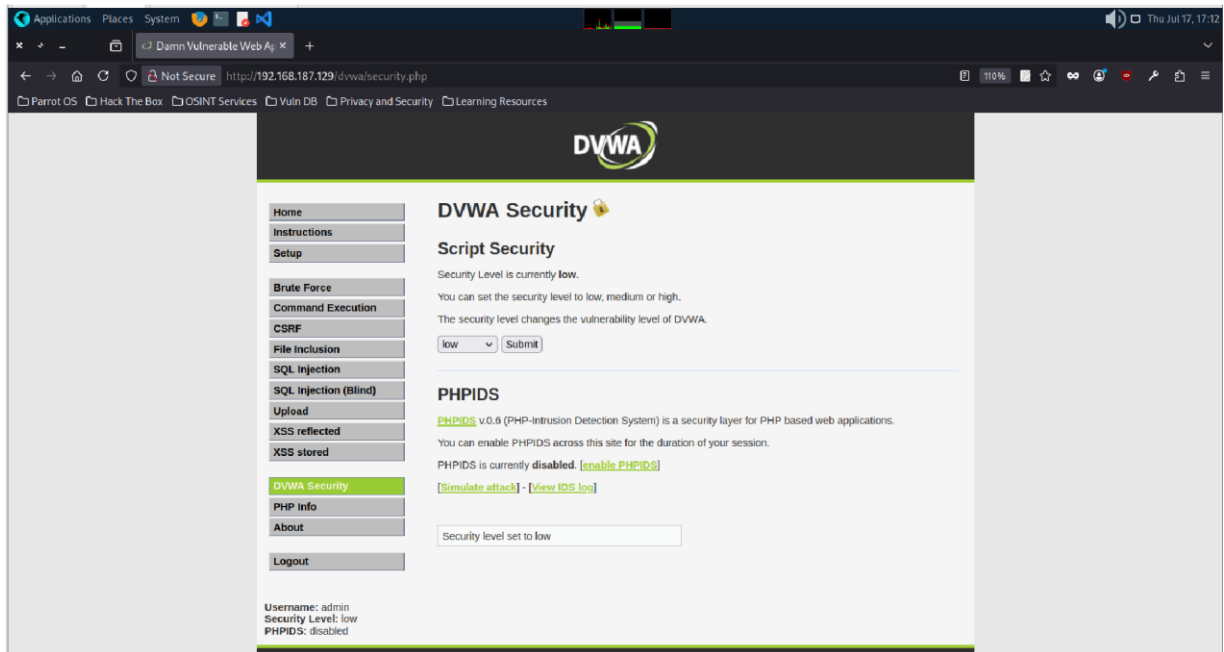 Applications Places System
Thu Jul 17, 17:12
Damn Vulnerable Web Ap
Not Secure http://192.168.187.129/dvwa/security.php
110%
Parrot OS Hack The Box OSINT Services Vuln DB Privacy and Security Learning Resources
DVWA
Home
Instructions
Setup
Brute Force
Command Execution
CSRF
File Inclusion
SQL Injection
SQL Injection (Blind)
Upload
XSS reflected
XSS stored
DVWA Security
PHP Info
About
Logout
DVWA Security
Script Security
Security Level is currently low.
You can set the security level to low, medium or high.
The security level changes the vulnerability level of DVWA.
low Submit
PHPIDS
PHPIDS v.0.6 (PHP-Intrusion Detection System) is a security layer for PHP based web applications.
You can enable PHPIDS across this site for the duration of your session.
PHPIDS is currently disabled. [enable PHPIDS]
[Simulate attack] - [View IDS log]
Security level set to low
Username: admin
Security Level: low
PHPIDS: disabled